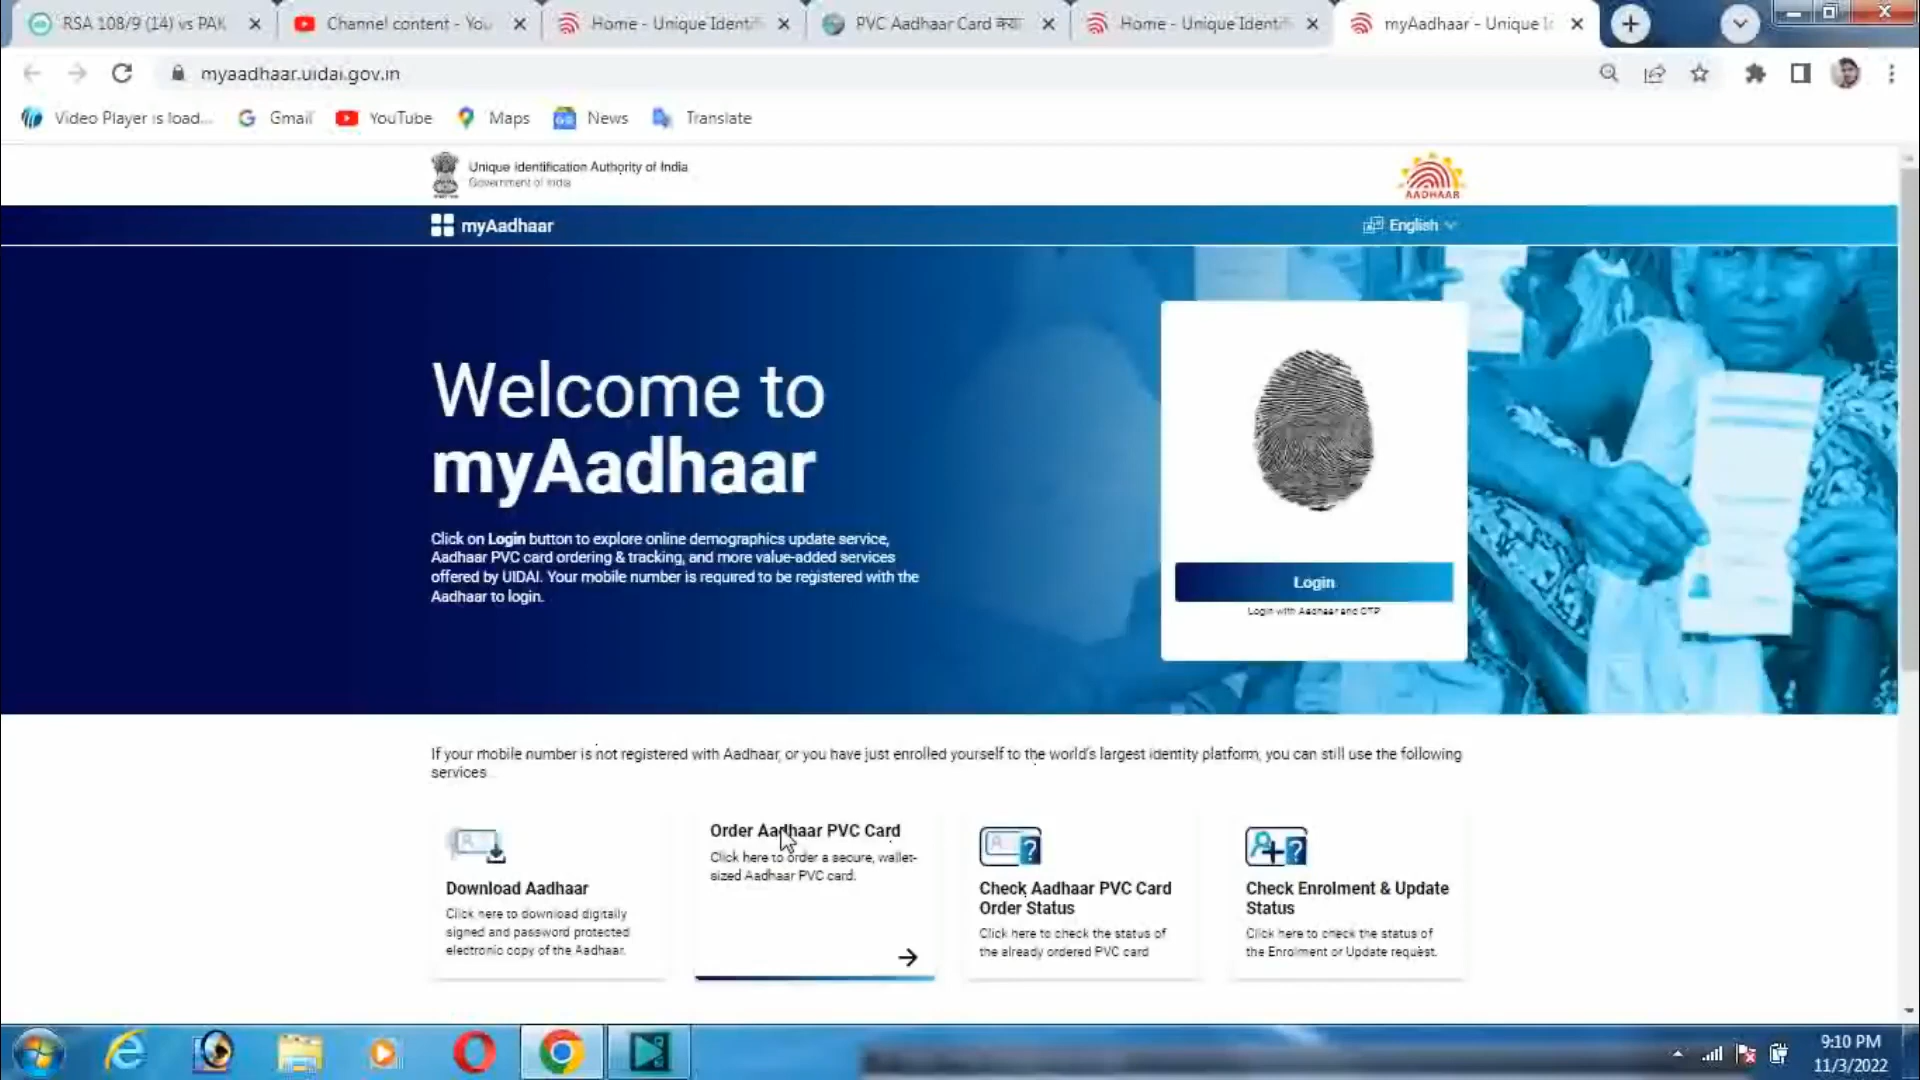 RSA 108/9 (14) vs PAK
Channel content - You
Home - Unique Identif
PVC Aadhaar Card क्या
Home - Unique Identif
myAadhaar - Unique I
myaadhaar.uidai.gov.in
Video Player is load...
Gmail
YouTube
Maps
News
Translate
Unique Identification Authority of India
Government of India
AADHAAR
myAadhaar
English
Welcome to
myAadhaar
Click on Login button to explore online demographics update service,
Aadhaar PVC card ordering & tracking, and more value-added services
offered by UIDAI. Your mobile number is required to be registered with the
Aadhaar to login.
Login
Login with Aadhaar and OTP
If your mobile number is not registered with Aadhaar, or you have just enrolled yourself to the world's largest identity platform, you can still use the following
services
Download Aadhaar
Click here to download digitally
signed and password protected
electronic copy of the Aadhaar.
Order Aadhaar PVC Card
Click here to order a secure, wallet-
sized Aadhaar PVC card.
Check Aadhaar PVC Card
Order Status
Click here to check the status of
the already ordered PVC card
Check Enrolment & Update
Status
Click here to check the status of
the Enrolment or Update request.
9:10 PM
11/3/2022